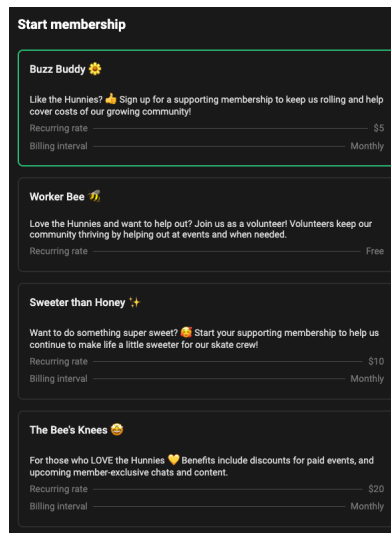 Start membership
Buzz Buddy 🌼
Like the Hunnies? 👍 Sign up for a supporting membership to keep us rolling and help
cover costs of our growing community!
Recurring rate $5
Billing interval Monthly
Worker Bee 🐝
Love the Hunnies and want to help out? Join us as a volunteer! Volunteers keep our
community thriving by helping out at events and when needed.
Recurring rate Free
Sweeter than Honey ✨
Want to do something super sweet? 🥰 Start your supporting membership to help us
continue to make life a little sweeter for our skate crew!
Recurring rate $10
Billing interval Monthly
The Bee's Knees 🤩
For those who LOVE the Hunnies 💛 Benefits include discounts for paid events, and
upcoming member-exclusive chats and content.
Recurring rate $20
Billing interval Monthly